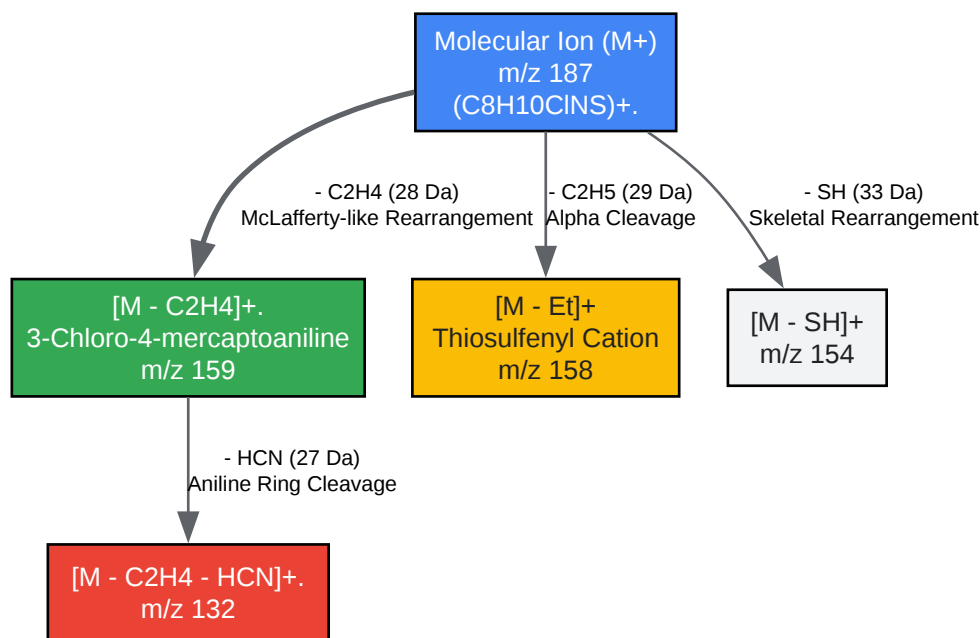 Molecular Ion (M+)
m/z 187
(C8H10ClNS)+.
- C2H4 (28 Da)
McLafferty-like Rearrangement
- C2H5 (29 Da)
Alpha Cleavage
- SH (33 Da)
Skeletal Rearrangement
[M - C2H4]+.
3-Chloro-4-mercaptoaniline
m/z 159
[M - Et]+
Thiosulfenyl Cation
m/z 158
[M - SH]+
m/z 154
- HCN (27 Da)
Aniline Ring Cleavage
[M - C2H4 - HCN]+.
m/z 132